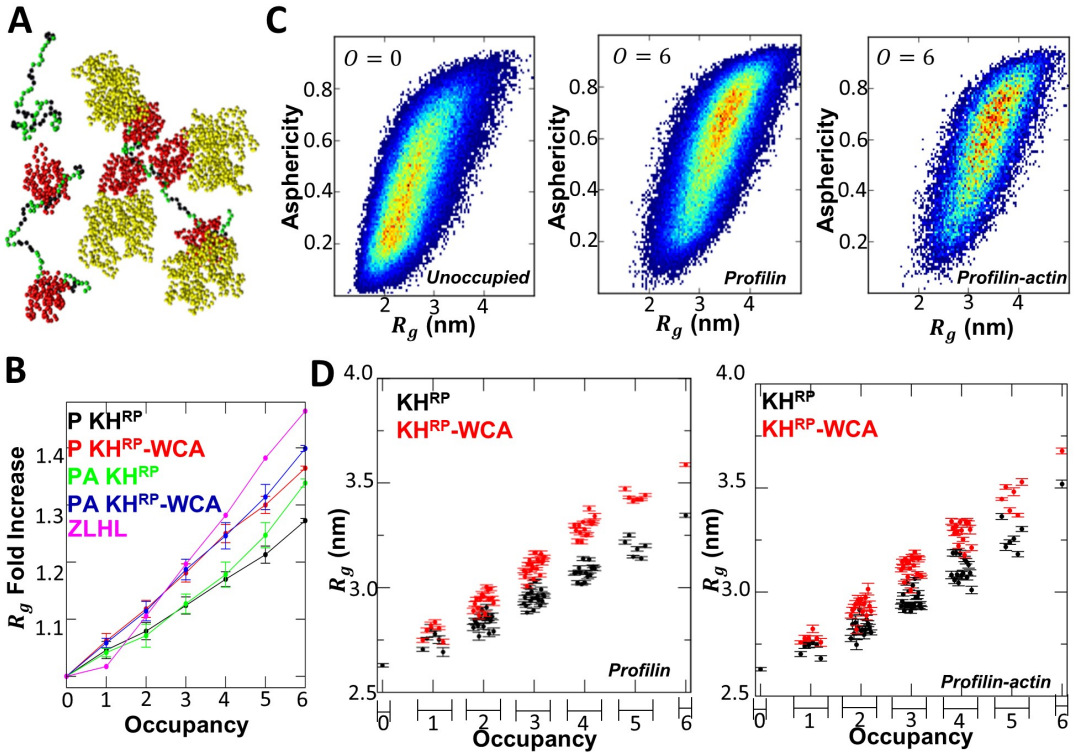 A
B
P KH^RP
P KH^RP-WCA
PA KH^RP
PA KH^RP-WCA
ZLHL
R_g Fold Increase
1.4
1.3
1.2
1.1
0 1 2 3 4 5 6
Occupancy
C
O = 0
Asphericity
0.8
0.6
0.4
0.2
Unoccupied
2 3 4
R_g (nm)
O = 6
Asphericity
0.8
0.6
0.4
0.2
Profilin
2 3 4
R_g (nm)
O = 6
Asphericity
0.8
0.6
0.4
0.2
Profilin-actin
2 3 4
R_g (nm)
D
4.0
3.5
3.0
2.5
R_g (nm)
KH^RP
KH^RP-WCA
Profilin
0 1 2 3 4 5 6
Occupancy
4.0
3.5
3.0
2.5
R_g (nm)
KH^RP
KH^RP-WCA
Profilin-actin
0 1 2 3 4 5 6
Occupancy